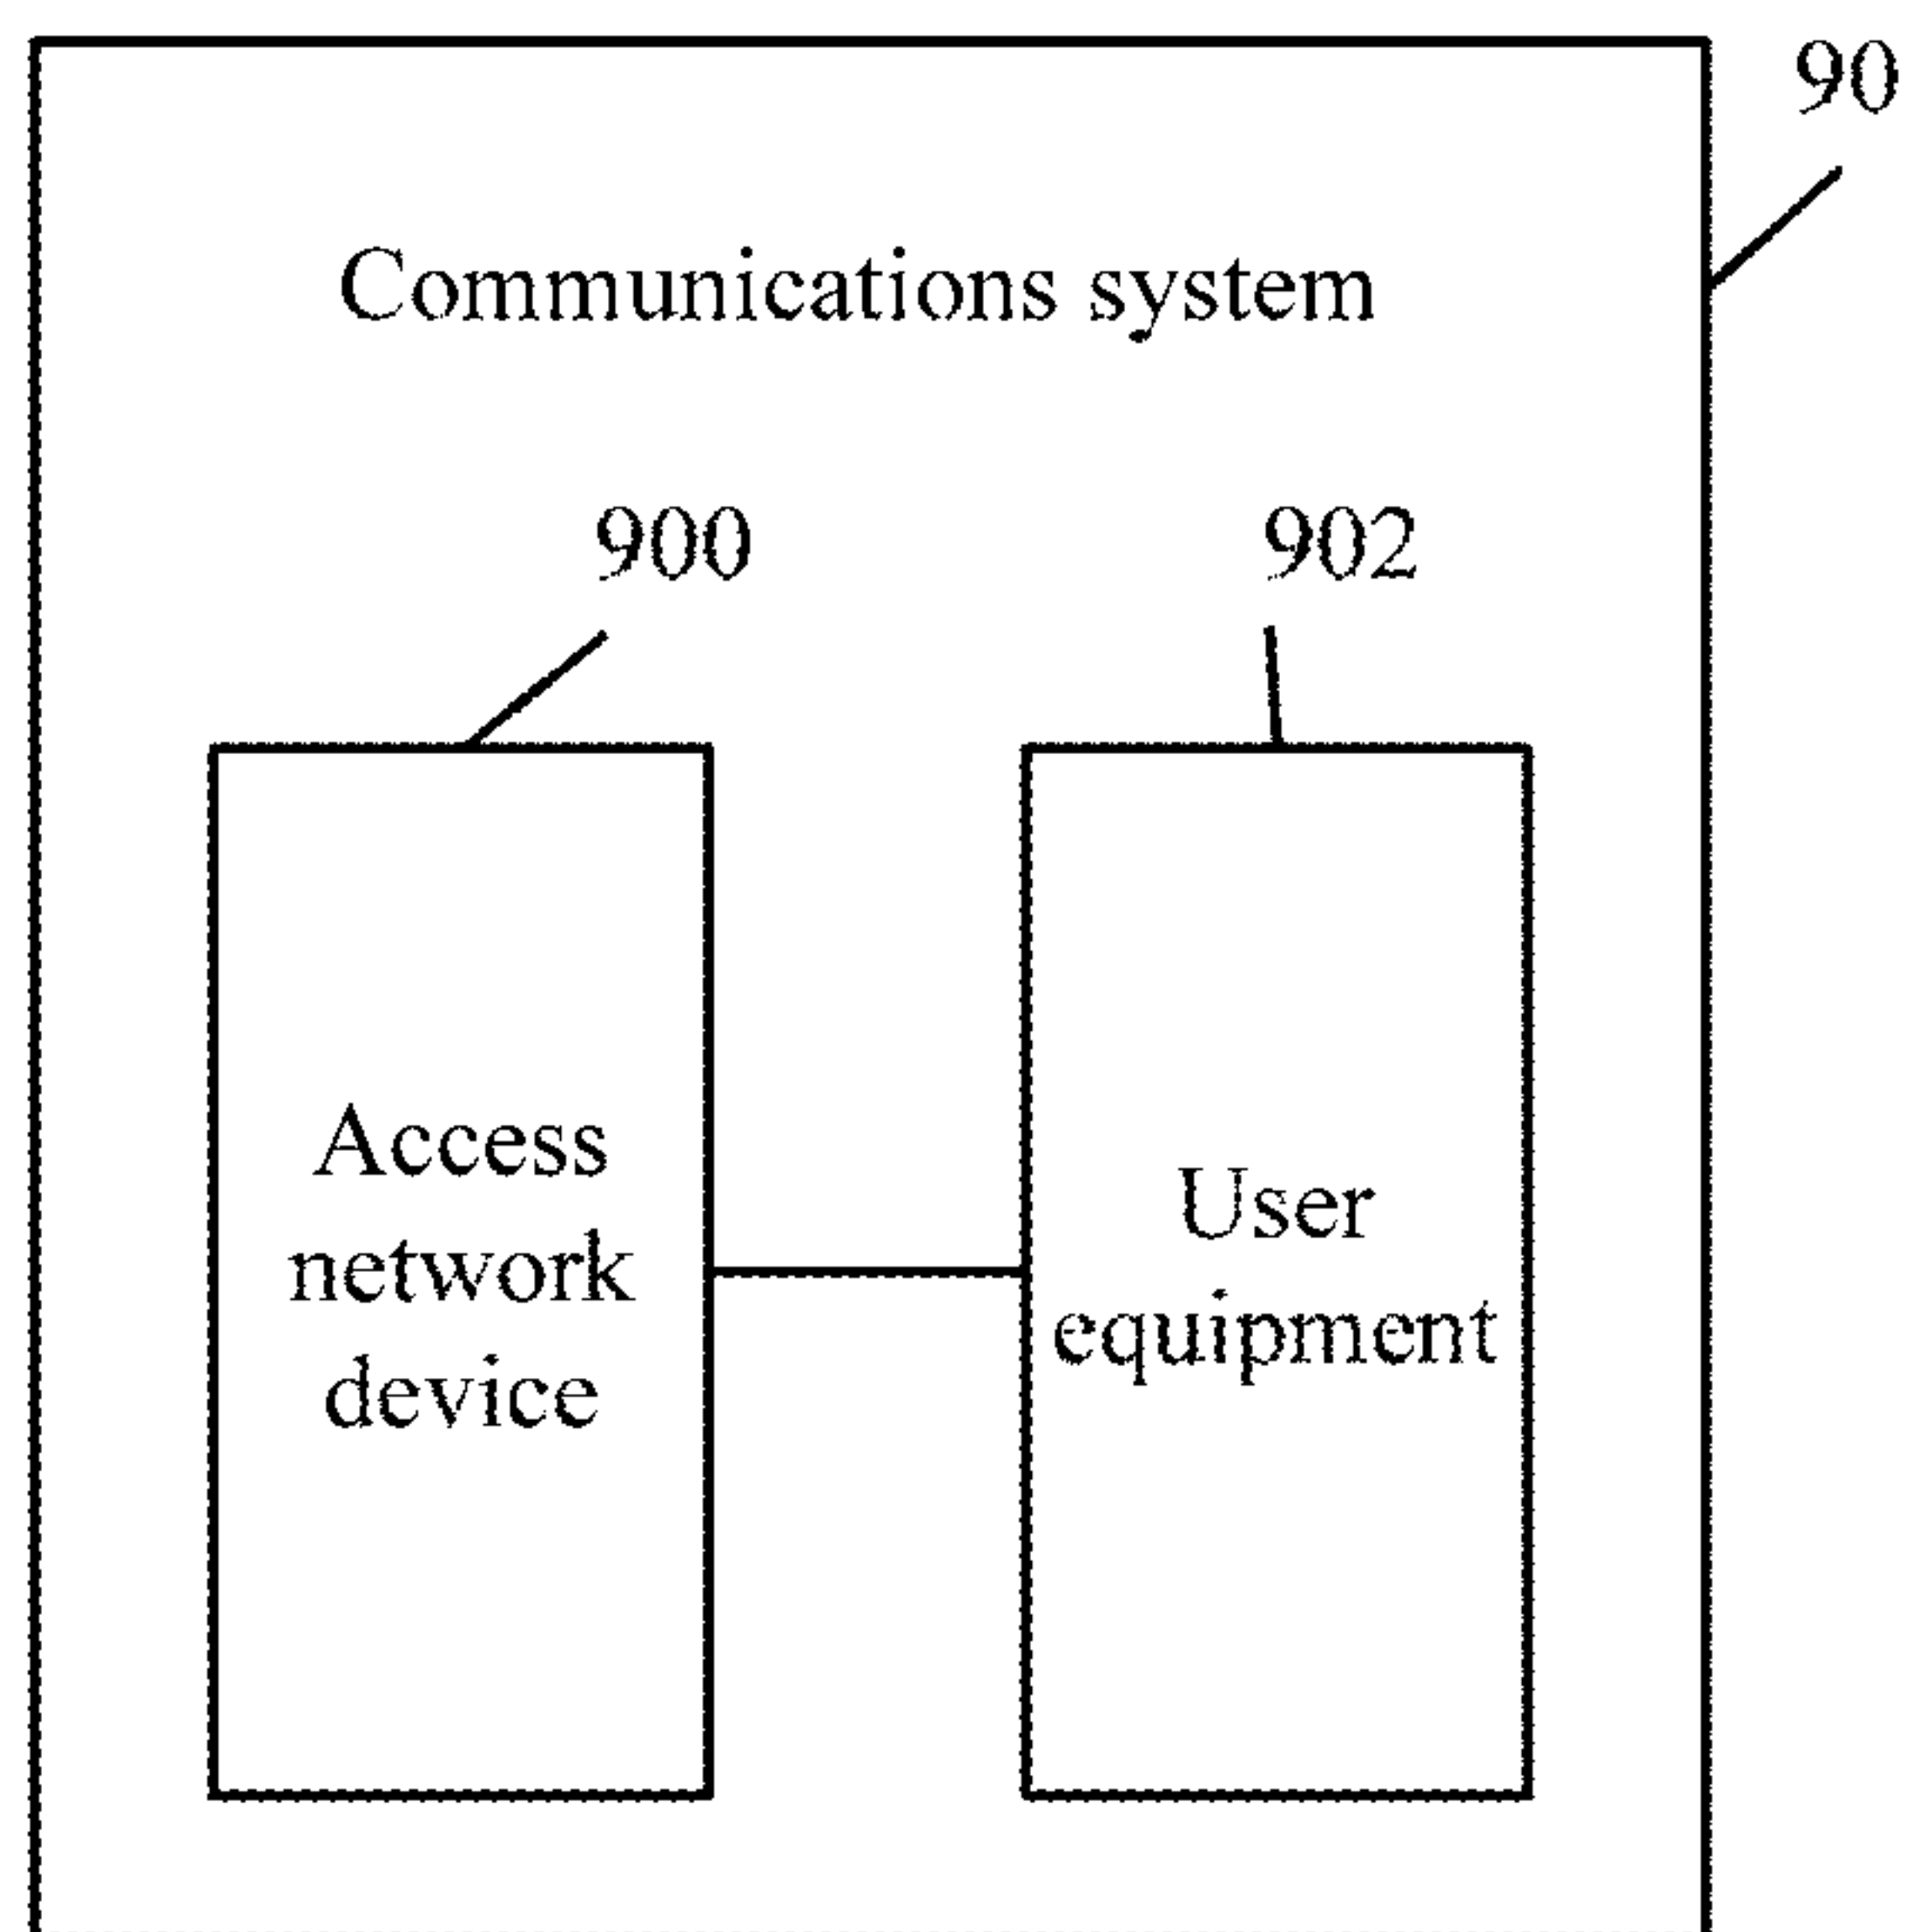 90
Communications system
900
902
Access
network
device
User
equipment